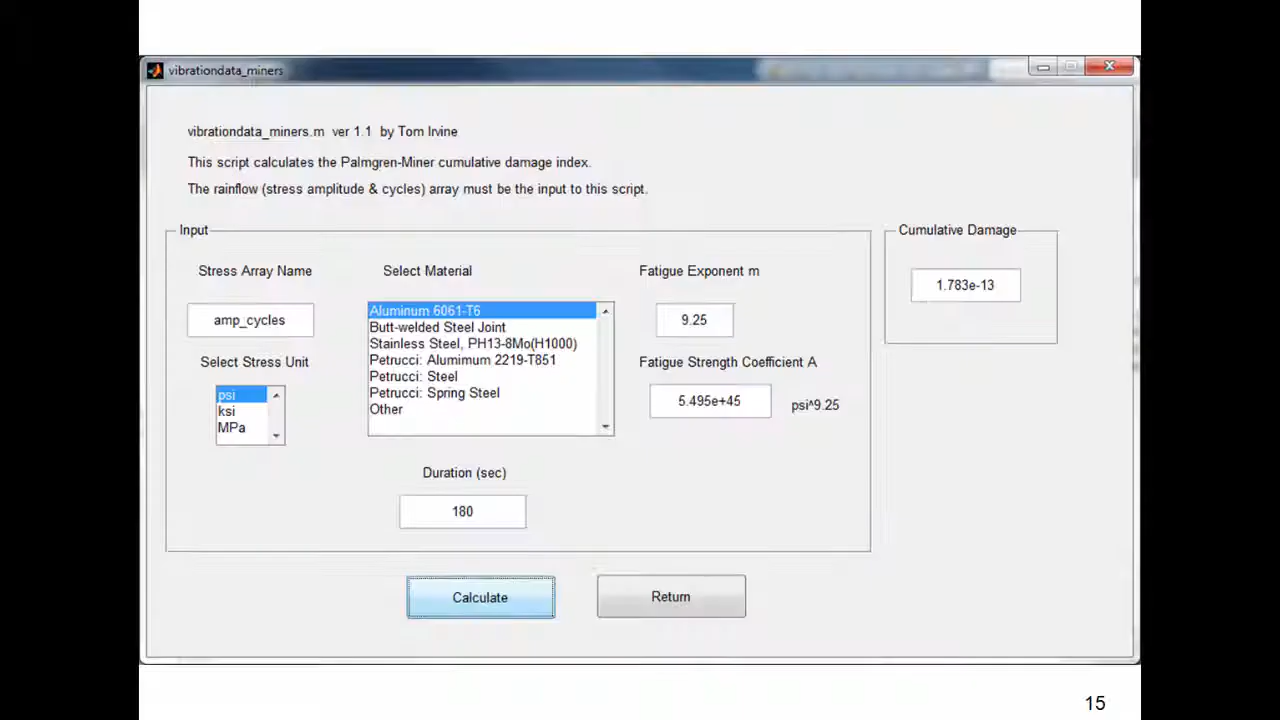 vibrationdata_miners
vibrationdata_miners.m ver 1.1 by Tom Irvine
This script calculates the Palmgren-Miner cumulative damage index.
The rainflow (stress amplitude & cycles) array must be the input to this script.
Input
Stress Array Name
amp_cycles
Select Stress Unit
psi
ksi
MPa
Select Material
Aluminum 6061-T6
Butt-welded Steel Joint
Stainless Steel, PH13-8Mo(H1000)
Petrucci: Alumimum 2219-T851
Petrucci: Steel
Petrucci: Spring Steel
Other
Fatigue Exponent m
9.25
Fatigue Strength Coefficient A
5.495e+45 psi^9.25
Duration (sec)
180
Cumulative Damage
1.783e-13
Calculate
Return
15